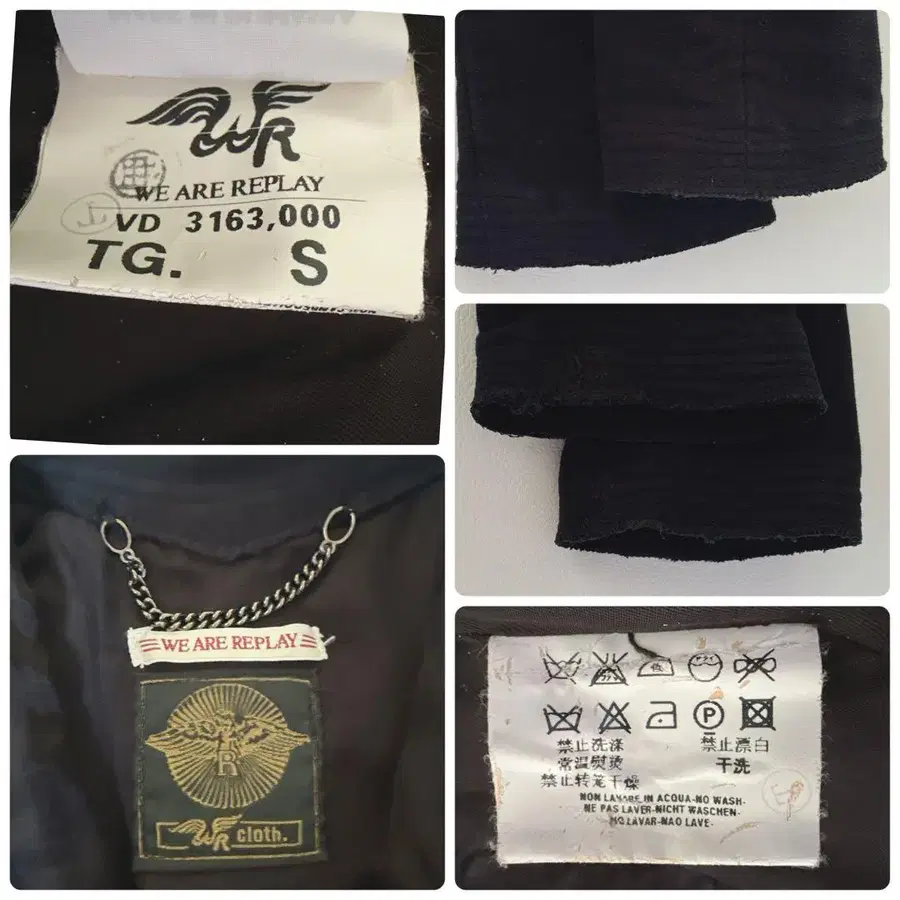 WR
WE ARE REPLAY
VD 3163,000
TG. S
WE ARE REPLAY
R
WR cloth.
P
禁止洗涤 禁止漂白
常温熨烫 干洗
禁止转笼干燥
NON LAVARE IN ACQUA-NO WASH-
NE PAS LAVER-NICHT WASCHEN-
NO LAVAR-NAO LAVE-